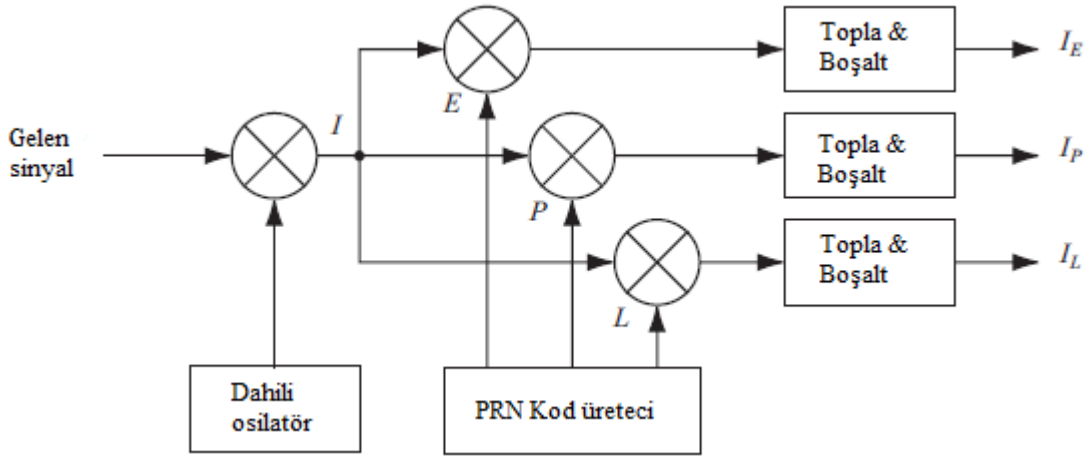 Topla &
Boşalt
I_E
E
Gelen
sinyal
I
Topla &
Boşalt
I_P
P
Topla &
Boşalt
I_L
L
Dahili
osilatör
PRN Kod üreteci